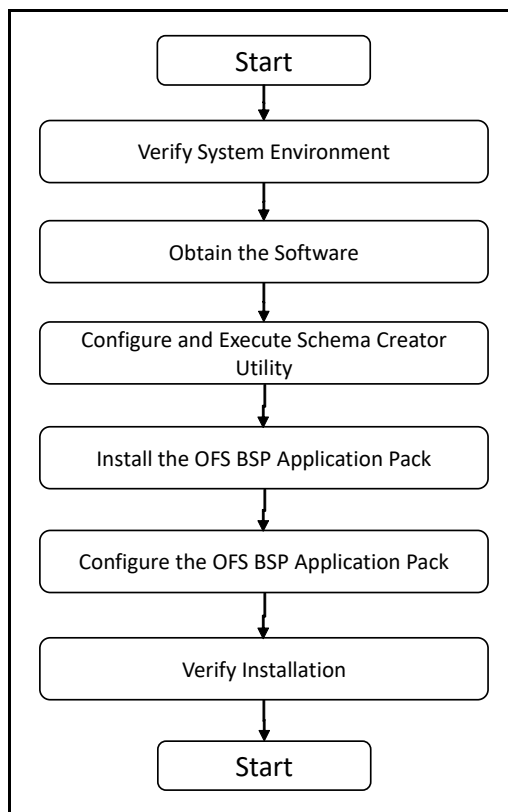 Start
Verify System Environment
Obtain the Software
Configure and Execute Schema Creator
Utility
Install the OFS BSP Application Pack
Configure the OFS BSP Application Pack
Verify Installation
Start